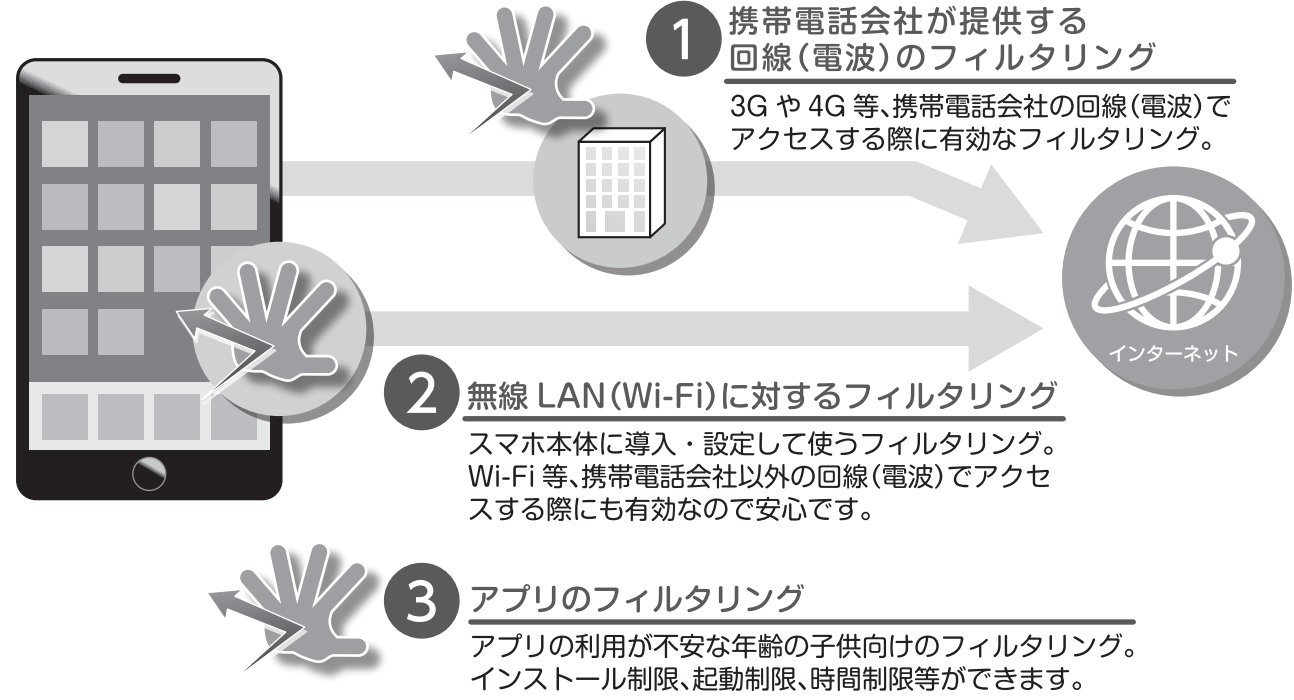 1 携帯電話会社が提供する
回線(電波)のフィルタリング
3G や 4G 等、携帯電話会社の回線(電波)で
アクセスする際に有効なフィルタリング。
インターネット
2 無線 LAN(Wi-Fi)に対するフィルタリング
スマホ本体に導入・設定して使うフィルタリング。
Wi-Fi 等、携帯電話会社以外の回線(電波)でアクセ
スする際にも有効なので安心です。
3 アプリのフィルタリング
アプリの利用が不安な年齢の子供向けのフィルタリング。
インストール制限、起動制限、時間制限等ができます。